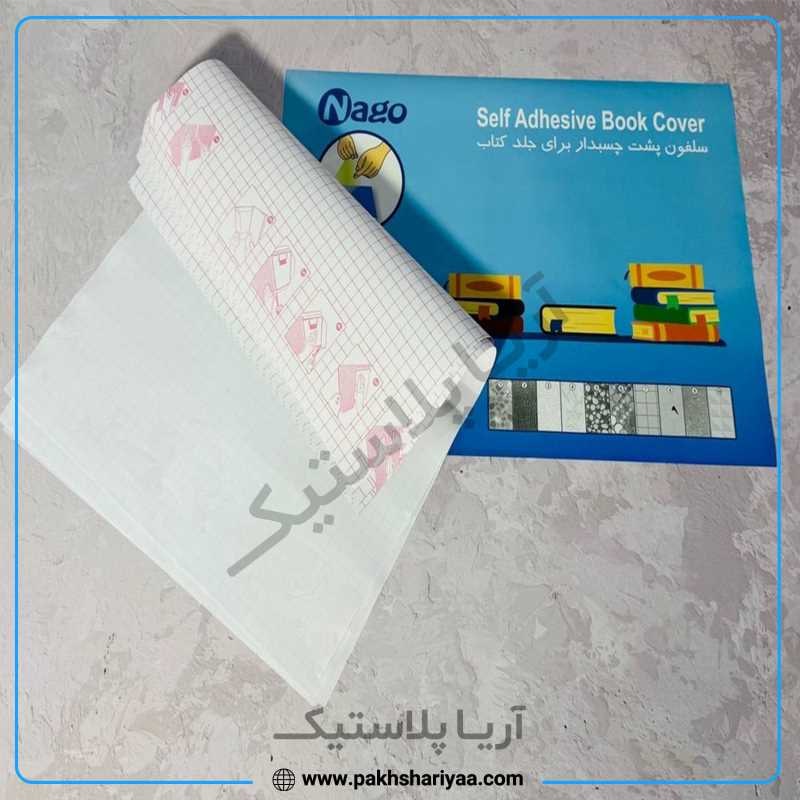 Nago
Self Adhesive Book Cover
سلفون پشت چسبدار برای جلد کتاب
آریا پلاستیک
آریا پلاستیک
www.pakhshariyaa.com